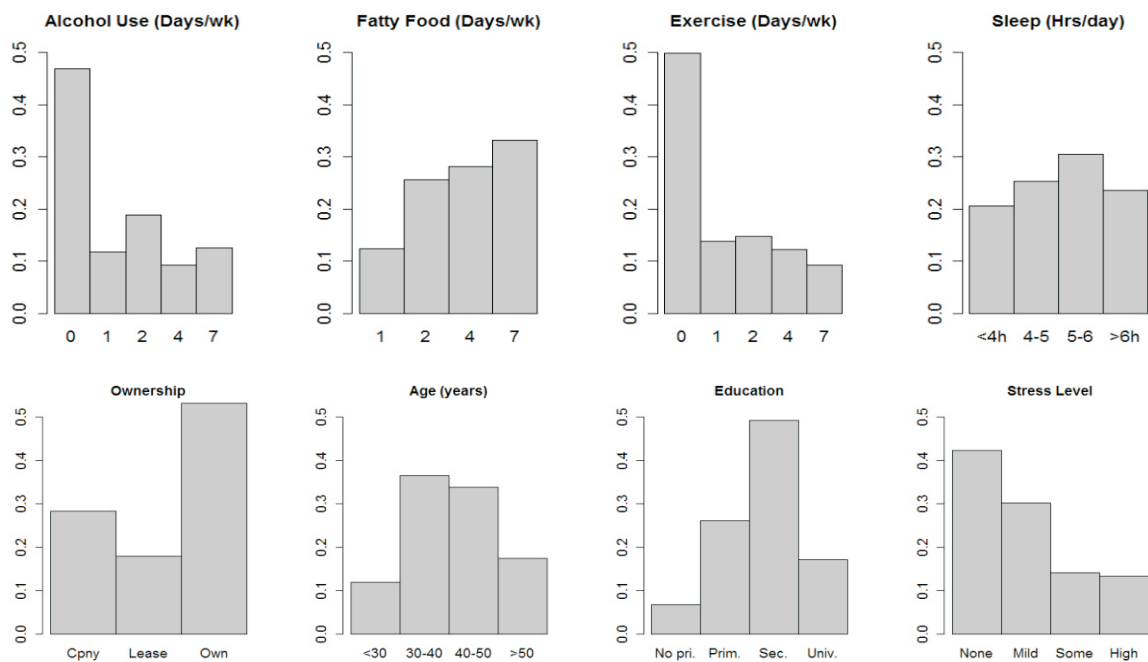 Alcohol Use (Days/wk)
0.0 0.1 0.2 0.3 0.4 0.5
0 1 2 4 7
Fatty Food (Days/wk)
0.0 0.1 0.2 0.3 0.4 0.5
1 2 4 7
Exercise (Days/wk)
0.0 0.1 0.2 0.3 0.4 0.5
0 1 2 4 7
Sleep (Hrs/day)
0.0 0.1 0.2 0.3 0.4 0.5
<4h 4-5 5-6 >6h
Ownership
0.0 0.1 0.2 0.3 0.4 0.5
Cpny Lease Own
Age (years)
0.0 0.1 0.2 0.3 0.4 0.5
<30 30-40 40-50 >50
Education
0.0 0.1 0.2 0.3 0.4 0.5
No pri. Prim. Sec. Univ.
Stress Level
0.0 0.1 0.2 0.3 0.4 0.5
None Mild Some High